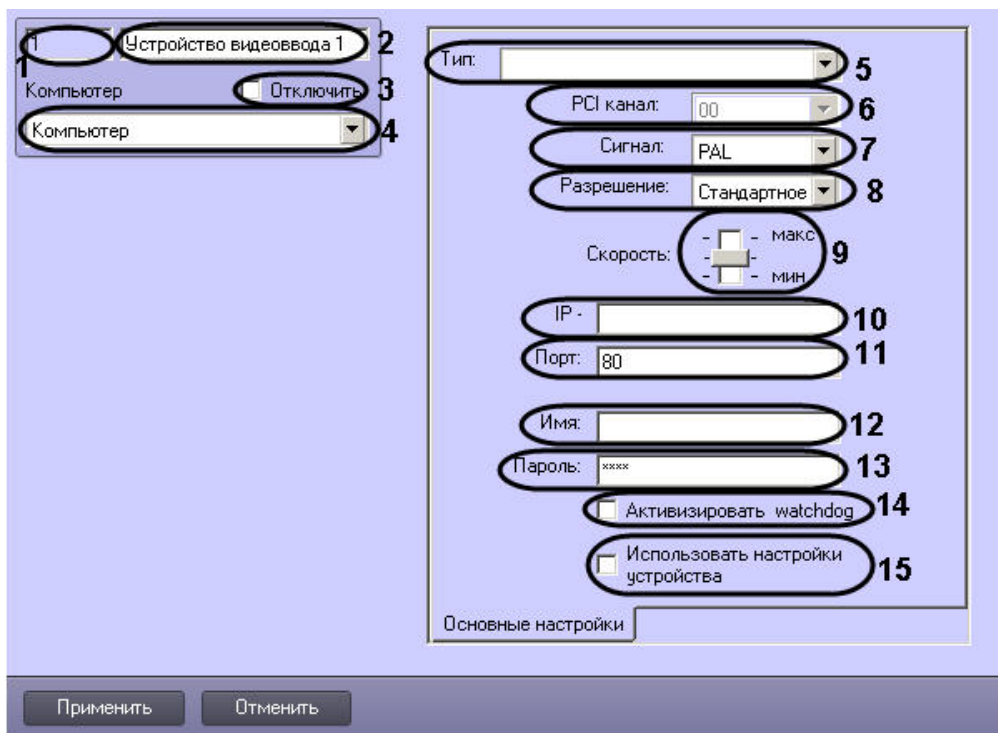 1 Устройство видеоввода 1 2
1
Компьютер Отключить 3
Компьютер 4
Тип: 5
PCI канал: 00 6
Сигнал: PAL 7
Разрешение: Стандартное 8
- - макс
Скорость: - - 9
- - мин
IP - 10
Порт: 80 11
Имя: 12
Пароль: **** 13
Активизировать watchdog 14
Использовать настройки
устройства 15
Основные настройки
Применить Отменить